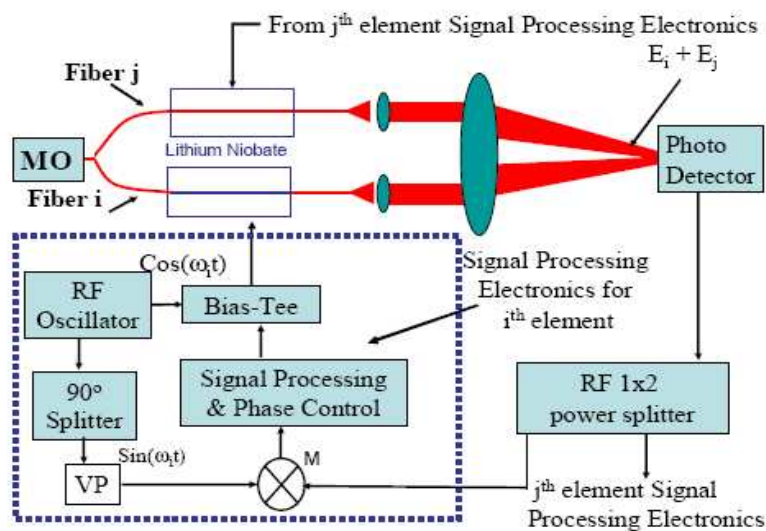 From jth element Signal Processing Electronics
Ei + Ej
Fiber j
MO
Lithium Niobate
Fiber i
Photo
Detector
Cos(ωit)
RF
Oscillator
Bias-Tee
Signal Processing
Electronics for
ith element
90°
Splitter
Signal Processing
& Phase Control
RF 1x2
power splitter
Sin(ωit)
M
VP
jth element Signal
Processing Electronics